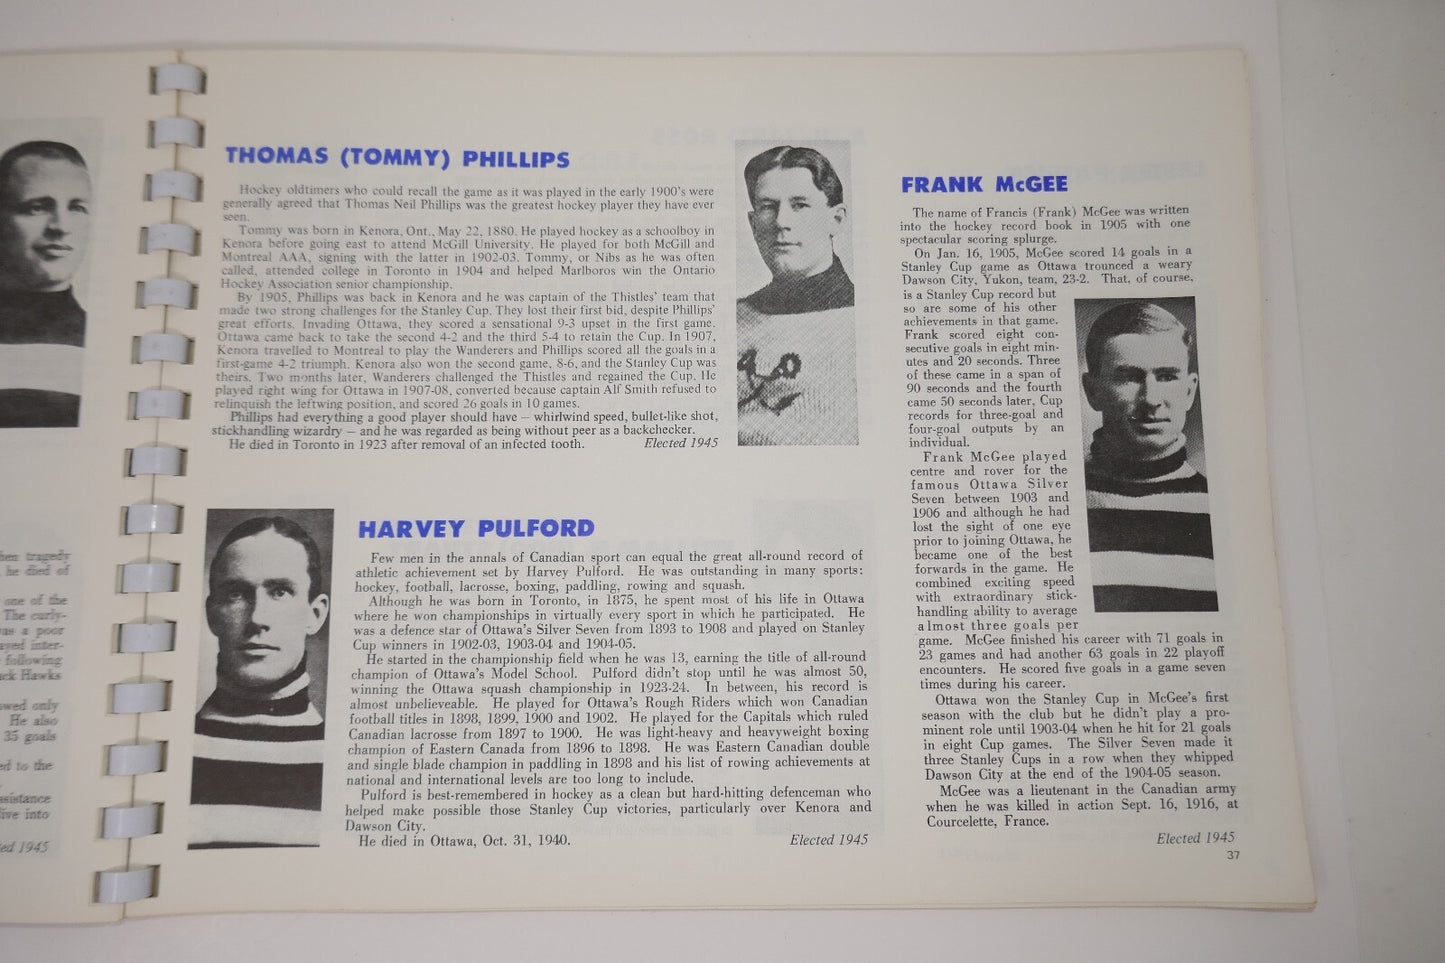 hen tragedy
he died of
one of the
The curly-
was a poor
ayed inter-
following
ck Hawks
owed only
He also
35 goals
ed to the
ssistance
live into
ed 1945
THOMAS (TOMMY) PHILLIPS
Hockey oldtimers who could recall the game as it was played in the early 1900's were
generally agreed that Thomas Neil Phillips was the greatest hockey player they have ever
seen.
Tommy was born in Kenora, Ont., May 22, 1880. He played hockey as a schoolboy in
Kenora before going east to attend McGill University. He played for both McGill and
Montreal AAA, signing with the latter in 1902-03. Tommy, or Nibs as he was often
called, attended college in Toronto in 1904 and helped Marlboros win the Ontario
Hockey Association senior championship.
By 1905, Phillips was back in Kenora and he was captain of the Thistles' team that
made two strong challenges for the Stanley Cup. They lost their first bid, despite Phillips'
great efforts. Invading Ottawa, they scored a sensational 9-3 upset in the first game.
Ottawa came back to take the second 4-2 and the third 5-4 to retain the Cup. In 1907,
Kenora travelled to Montreal to play the Wanderers and Phillips scored all the goals in a
first-game 4-2 triumph. Kenora also won the second game, 8-6, and the Stanley Cup was
theirs. Two months later, Wanderers challenged the Thistles and regained the Cup. He
played right wing for Ottawa in 1907-08, converted because captain Alf Smith refused to
relinquish the leftwing position, and scored 26 goals in 10 games.
Phillips had everything a good player should have — whirlwind speed, bullet-like shot,
stickhandling wizardry — and he was regarded as being without peer as a backchecker.
He died in Toronto in 1923 after removal of an infected tooth. Elected 1945
HARVEY PULFORD
Few men in the annals of Canadian sport can equal the great all-round record of
athletic achievement set by Harvey Pulford. He was outstanding in many sports:
hockey, football, lacrosse, boxing, paddling, rowing and squash.
Although he was born in Toronto, in 1875, he spent most of his life in Ottawa
where he won championships in virtually every sport in which he participated. He
was a defence star of Ottawa's Silver Seven from 1893 to 1908 and played on Stanley
Cup winners in 1902-03, 1903-04 and 1904-05.
He started in the championship field when he was 13, earning the title of all-round
champion of Ottawa's Model School. Pulford didn't stop until he was almost 50,
winning the Ottawa squash championship in 1923-24. In between, his record is
almost unbelieveable. He played for Ottawa's Rough Riders which won Canadian
football titles in 1898, 1899, 1900 and 1902. He played for the Capitals which ruled
Canadian lacrosse from 1897 to 1900. He was light-heavy and heavyweight boxing
champion of Eastern Canada from 1896 to 1898. He was Eastern Canadian double
and single blade champion in paddling in 1898 and his list of rowing achievements at
national and international levels are too long to include.
Pulford is best-remembered in hockey as a clean but hard-hitting defenceman who
helped make possible those Stanley Cup victories, particularly over Kenora and
Dawson City.
He died in Ottawa, Oct. 31, 1940. Elected 1945
FRANK McGEE
The name of Francis (Frank) McGee was written
into the hockey record book in 1905 with one
spectacular scoring splurge.
On Jan. 16, 1905, McGee scored 14 goals in a
Stanley Cup game as Ottawa trounced a weary
Dawson City, Yukon, team, 23-2. That, of course,
is a Stanley Cup record but
so are some of his other
achievements in that game.
Frank scored eight con-
secutive goals in eight min-
utes and 20 seconds. Three
of these came in a span of
90 seconds and the fourth
came 50 seconds later, Cup
records for three-goal and
four-goal outputs by an
individual.
Frank McGee played
centre and rover for the
famous Ottawa Silver
Seven between 1903 and
1906 and although he had
lost the sight of one eye
prior to joining Ottawa, he
became one of the best
forwards in the game. He
combined exciting speed
with extraordinary stick-
handling ability to average
almost three goals per
game. McGee finished his career with 71 goals in
23 games and had another 63 goals in 22 playoff
encounters. He scored five goals in a game seven
times during his career.
Ottawa won the Stanley Cup in McGee's first
season with the club but he didn't play a pro-
minent role until 1903-04 when he hit for 21 goals
in eight Cup games. The Silver Seven made it
three Stanley Cups in a row when they whipped
Dawson City at the end of the 1904-05 season.
McGee was a lieutenant in the Canadian army
when he was killed in action Sept. 16, 1916, at
Courcelette, France.
Elected 1945
37